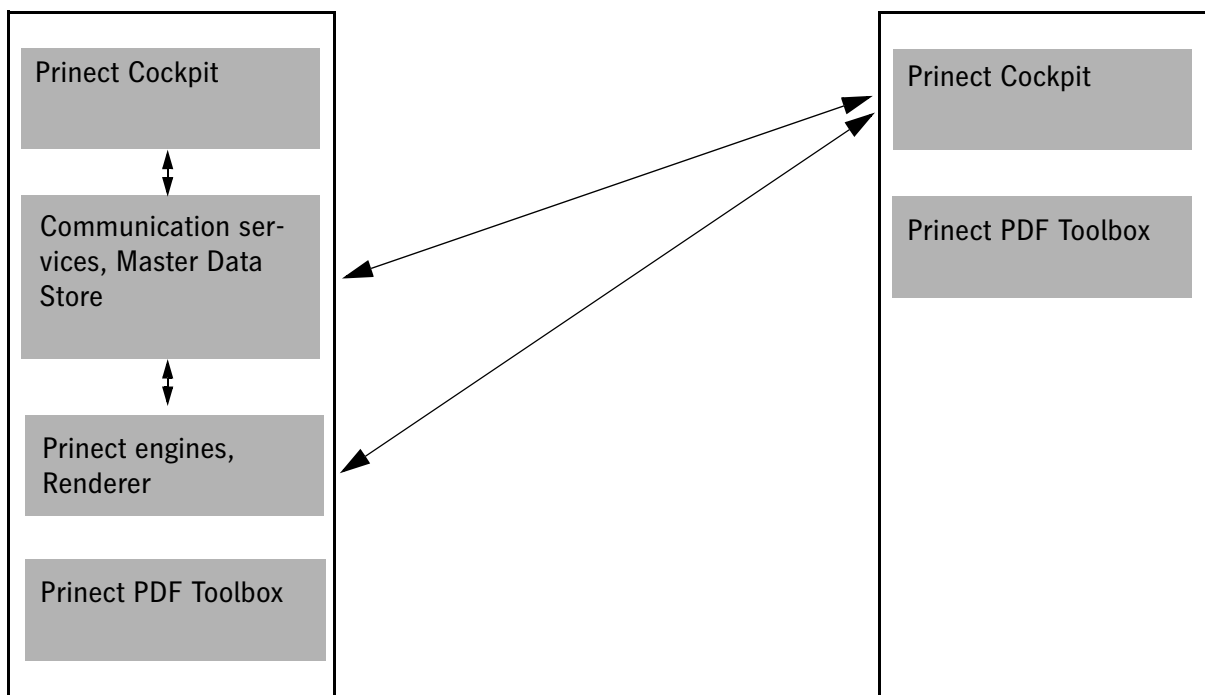 Prinect Cockpit
Communication ser-
vices, Master Data
Store
Prinect engines,
Renderer
Prinect PDF Toolbox
Prinect Cockpit
Prinect PDF Toolbox